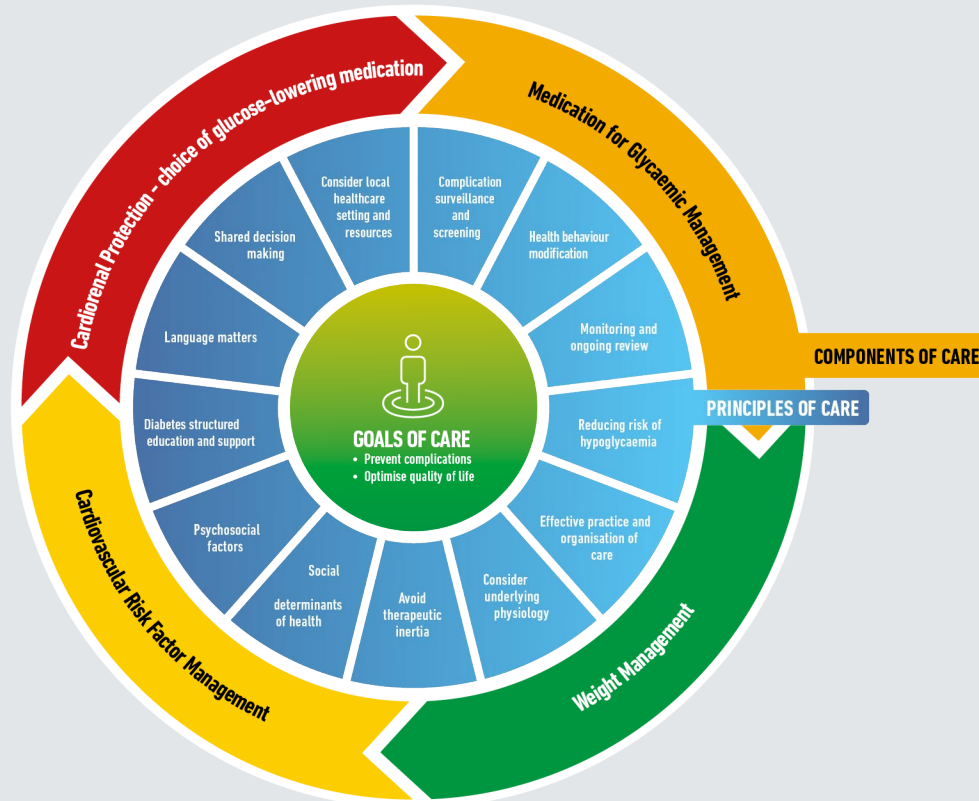 Cardiorenal Protection - choice of glucose-lowering medication
Medication for Glycaemic Management
Weight Management
Cardiovascular Risk Factor Management
COMPONENTS OF CARE
PRINCIPLES OF CARE
Complication
surveillance
and
screening
Health behaviour
modification
Monitoring and
ongoing review
Reducing risk of
hypoglycaemia
Effective practice and
organisation of
care
Consider
underlying
physiology
Avoid
therapeutic
inertia
Social
determinants
of health
Psychosocial
factors
Diabetes structured
education and support
Language matters
Shared decision
making
Consider local
healthcare
setting and
resources
GOALS OF CARE
• Prevent complications
• Optimise quality of life